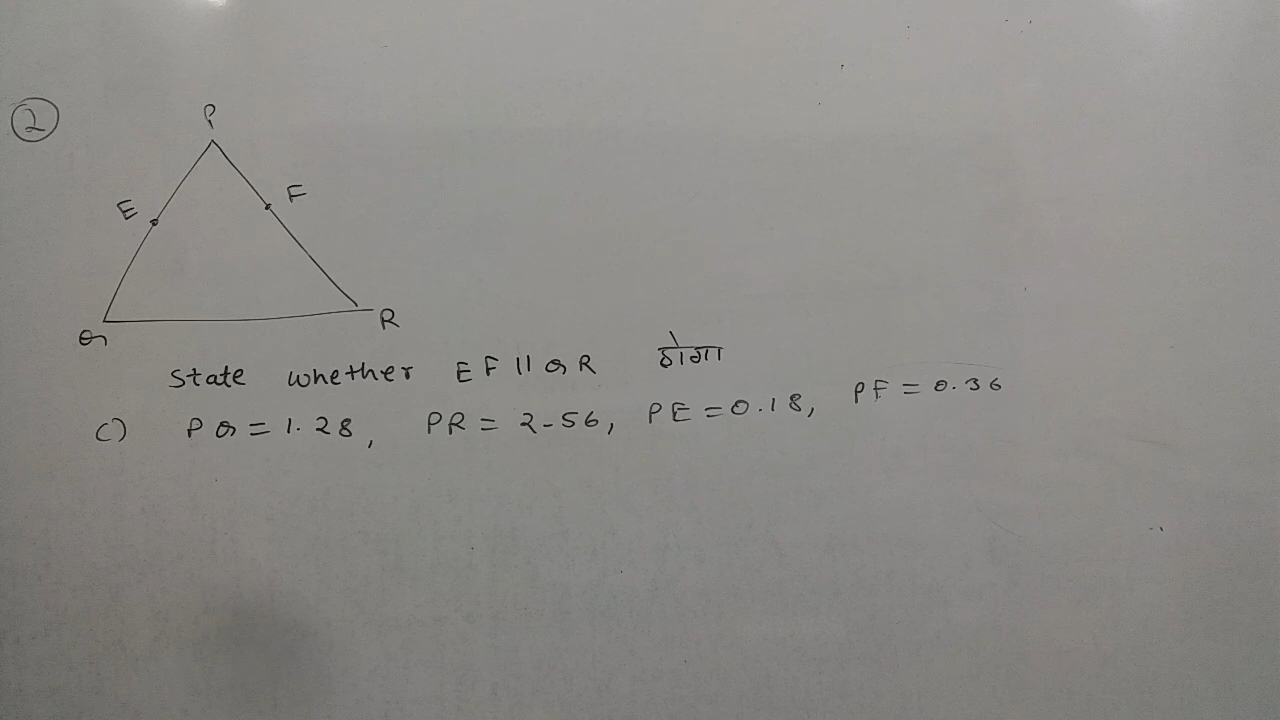 2
P
E
F
Q
R
State whether EF || QR होगा
C) PQ = 1.28, PR = 2-56, PE = 0.18, PF = 0.36